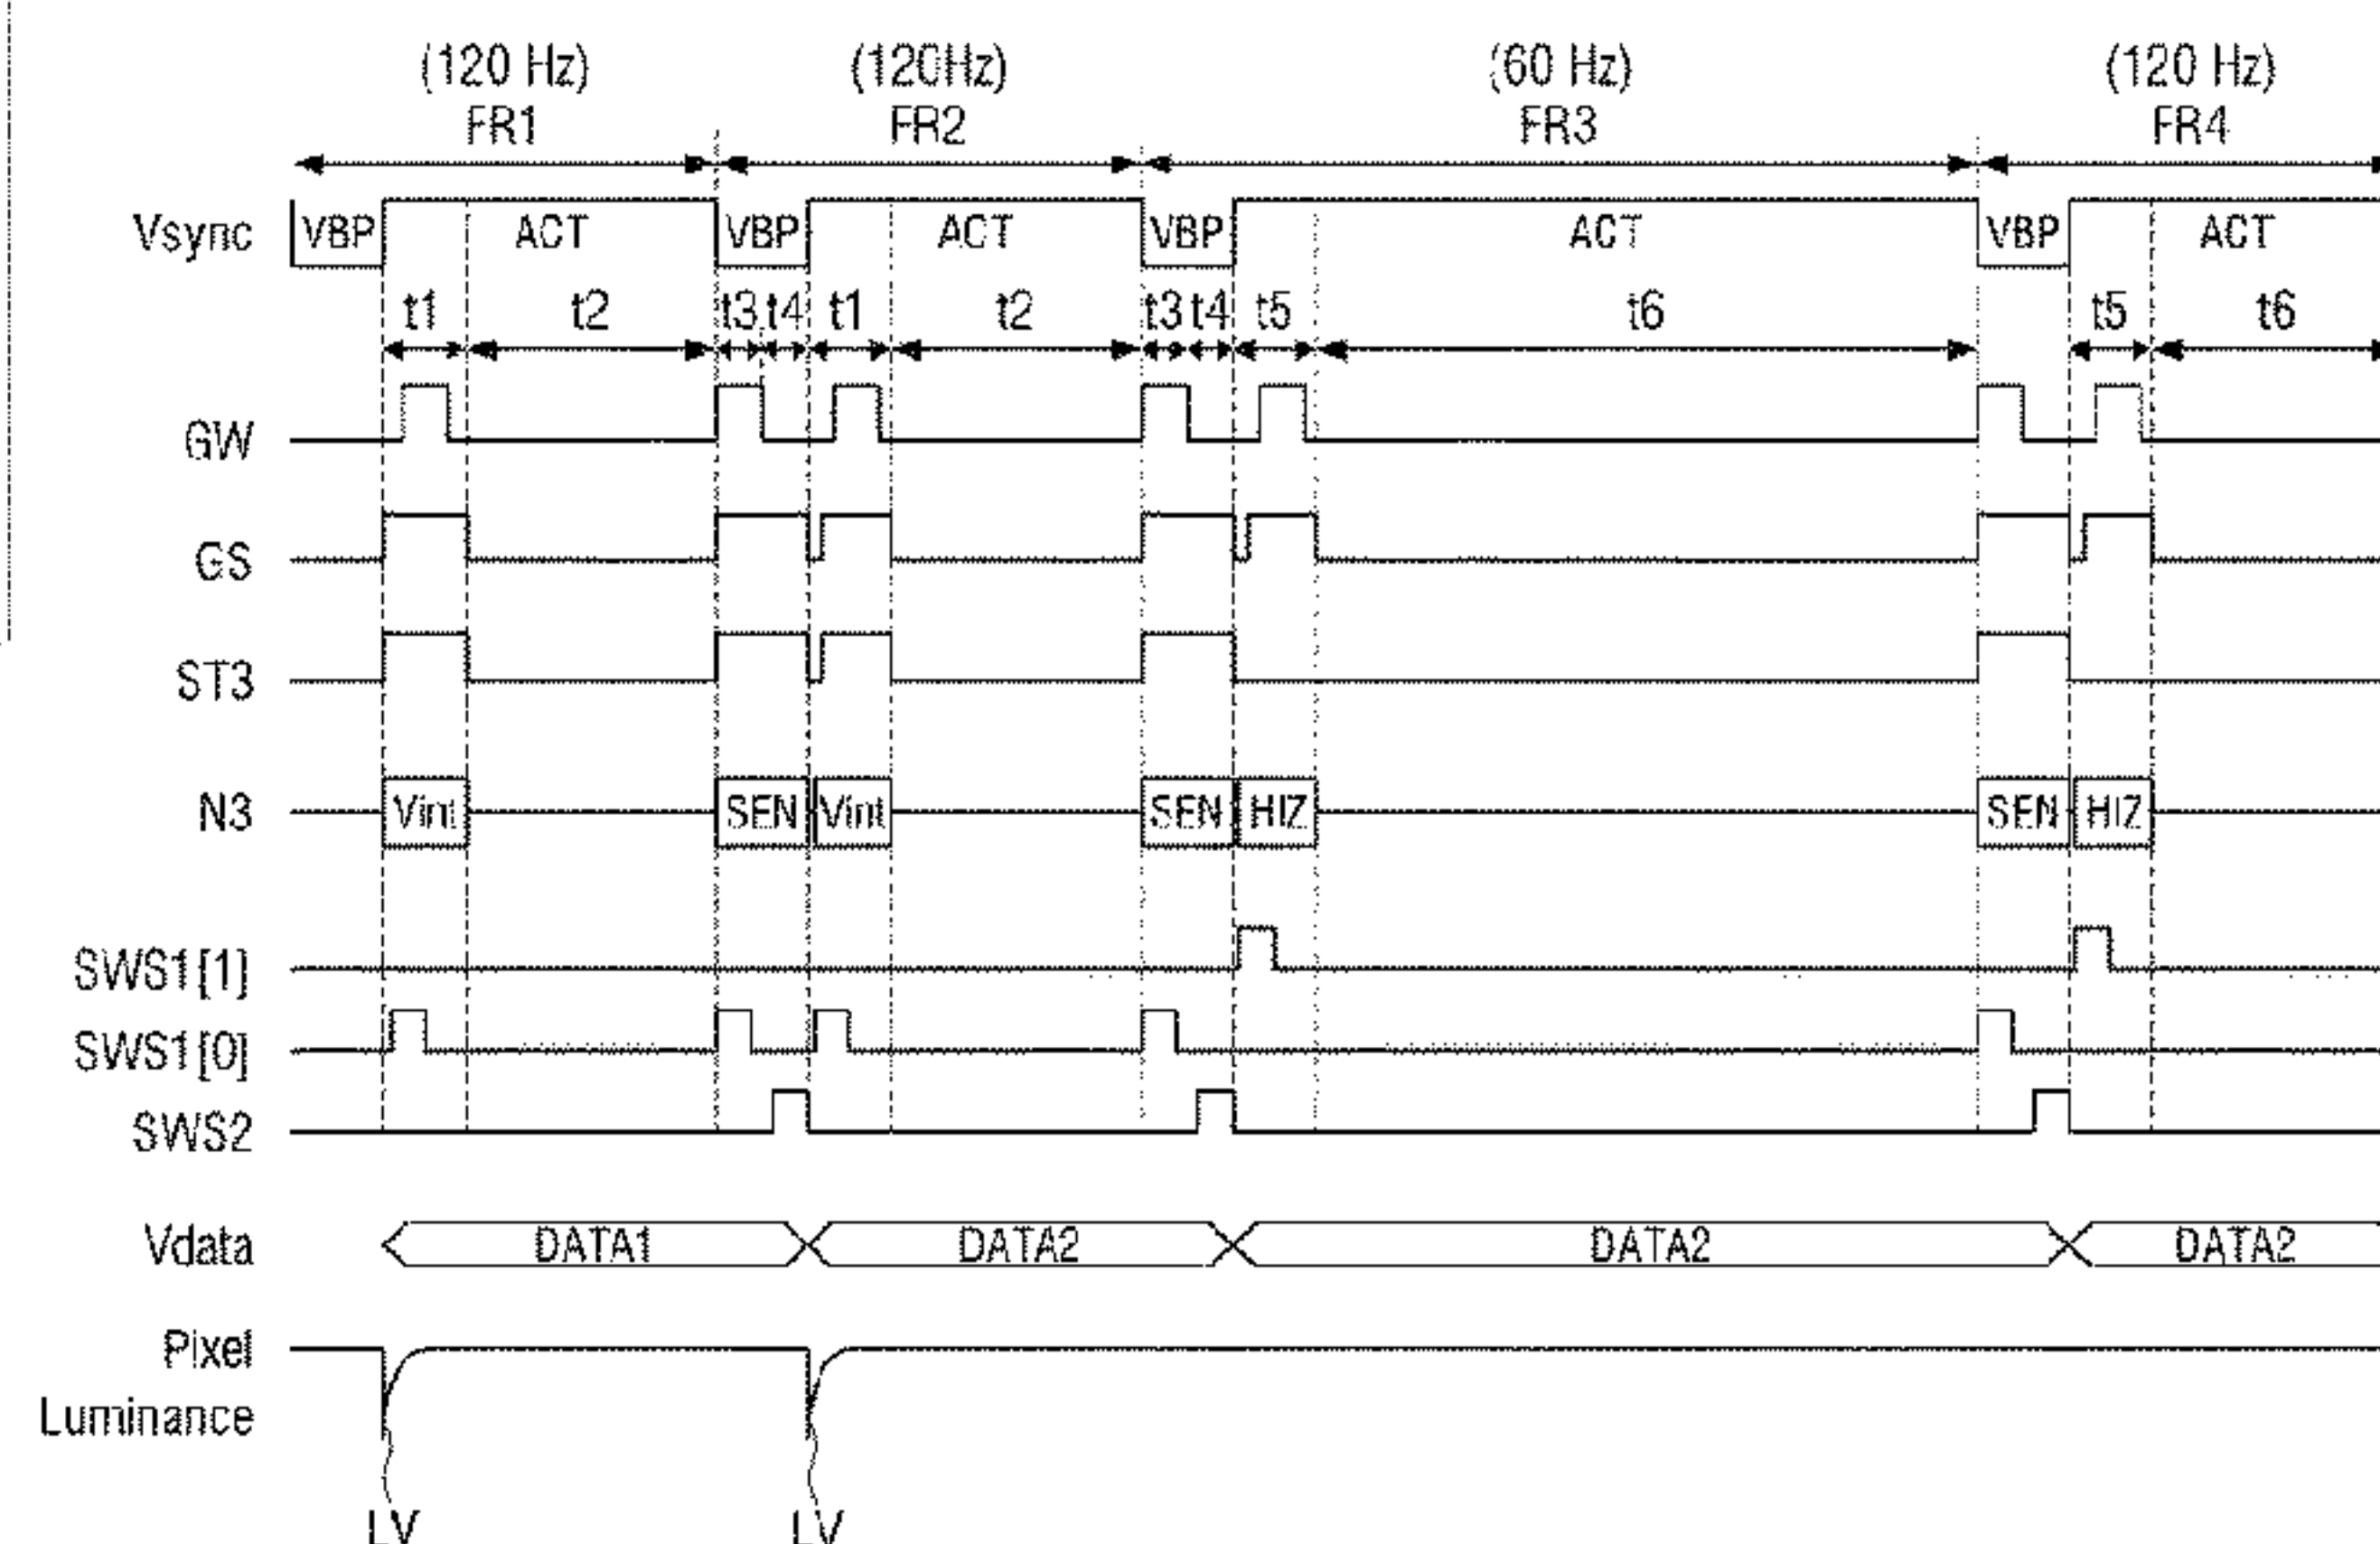 (120 Hz) (120Hz) (60 Hz) (120 Hz)
FR1 FR2 FR3 FR4
Vsync VBP ACT VBP ACT VBP ACT VBP ACT
t1 t2 t3 t4 t1 t2 t3 t4 t5 t6 t5 t6
GW
GS
ST3
N3 Vint SEN Vint SEN HIZ SEN HIZ
SWS1[1]
SWS1[0]
SWS2
Vdata DATA1 DATA2 DATA2 DATA2
Pixel
Luminance
LV LV